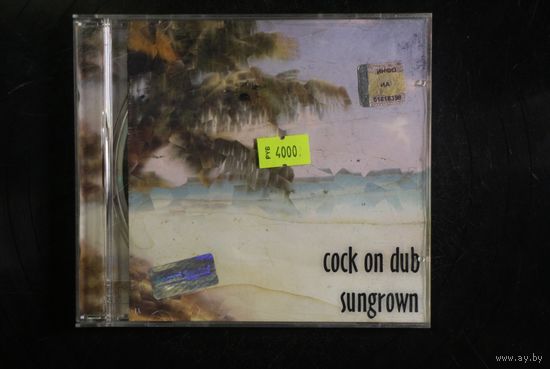 РУБ 4000.
cock on dub
sungrown
www.ay.by